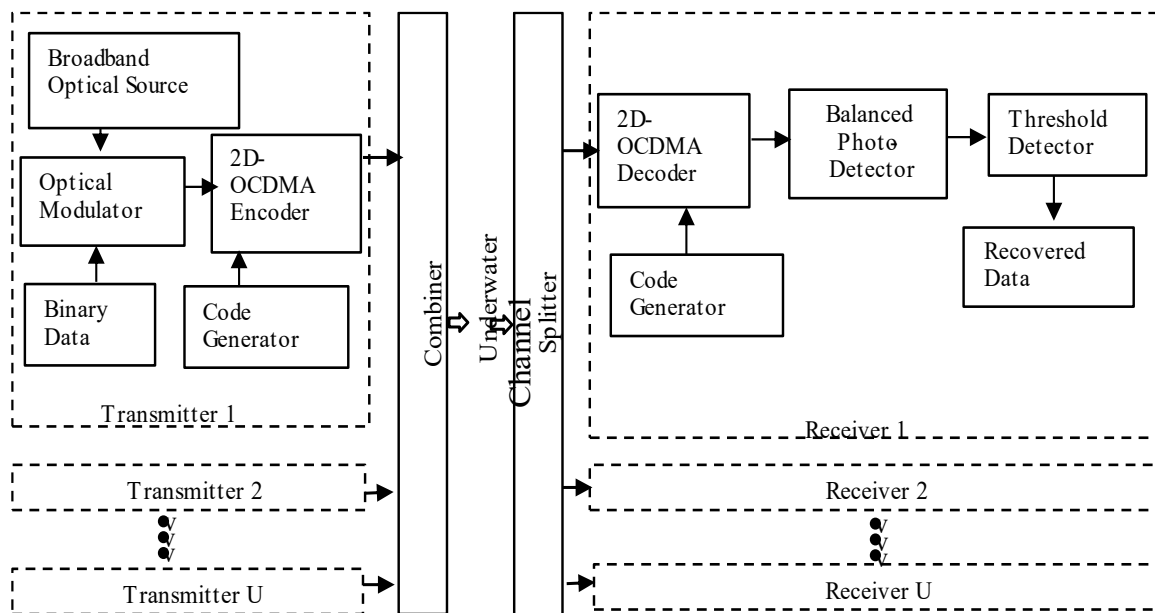 Broadband
Optical Source
Optical
Modulator
2D-
OCDMA
Encoder
Binary
Data
Code
Generator
Transmitter 1
Transmitter 2
v
v
v
Transmitter U
Combiner
Underwater
Channel
Splitter
2D-
OCDMA
Decoder
Balanced
Photo-
Detector
Threshold
Detector
Code
Generator
Recovered
Data
Receiver 1
Receiver 2
v
v
v
Receiver U